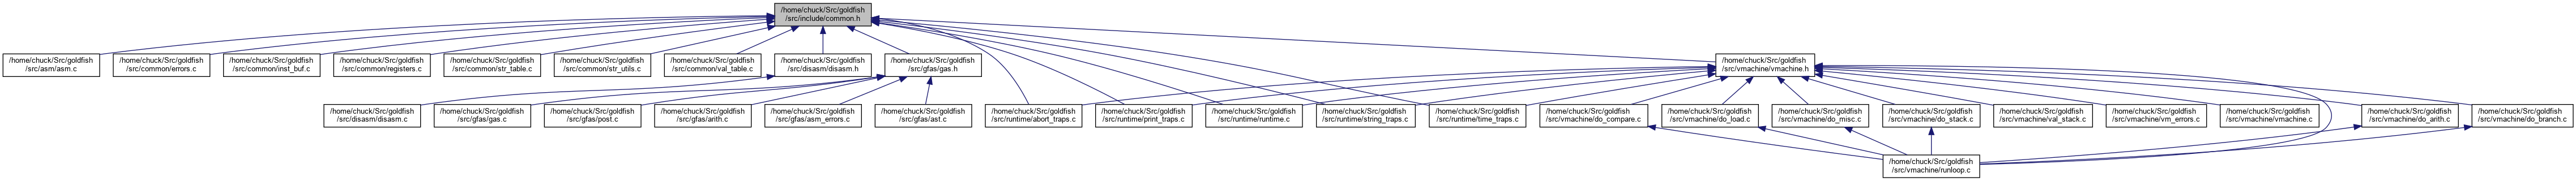 /home/chuck/Src/goldfish
/src/include/common.h
/home/chuck/Src/goldfish
/src/asm/asm.c
/home/chuck/Src/goldfish
/src/common/errors.c
/home/chuck/Src/goldfish
/src/common/inst_buf.c
/home/chuck/Src/goldfish
/src/common/registers.c
/home/chuck/Src/goldfish
/src/common/str_table.c
/home/chuck/Src/goldfish
/src/common/str_utils.c
/home/chuck/Src/goldfish
/src/common/val_table.c
/home/chuck/Src/goldfish
/src/disasm/disasm.h
/home/chuck/Src/goldfish
/src/gfas/gas.h
/home/chuck/Src/goldfish
/src/vmachine/vmachine.h
/home/chuck/Src/goldfish
/src/disasm/disasm.c
/home/chuck/Src/goldfish
/src/gfas/gas.c
/home/chuck/Src/goldfish
/src/gfas/post.c
/home/chuck/Src/goldfish
/src/gfas/arith.c
/home/chuck/Src/goldfish
/src/gfas/asm_errors.c
/home/chuck/Src/goldfish
/src/gfas/ast.c
/home/chuck/Src/goldfish
/src/runtime/abort_traps.c
/home/chuck/Src/goldfish
/src/runtime/print_traps.c
/home/chuck/Src/goldfish
/src/runtime/runtime.c
/home/chuck/Src/goldfish
/src/runtime/string_traps.c
/home/chuck/Src/goldfish
/src/runtime/time_traps.c
/home/chuck/Src/goldfish
/src/vmachine/do_compare.c
/home/chuck/Src/goldfish
/src/vmachine/do_load.c
/home/chuck/Src/goldfish
/src/vmachine/do_misc.c
/home/chuck/Src/goldfish
/src/vmachine/do_stack.c
/home/chuck/Src/goldfish
/src/vmachine/val_stack.c
/home/chuck/Src/goldfish
/src/vmachine/vm_errors.c
/home/chuck/Src/goldfish
/src/vmachine/vmachine.c
/home/chuck/Src/goldfish
/src/vmachine/do_arith.c
/home/chuck/Src/goldfish
/src/vmachine/do_branch.c
/home/chuck/Src/goldfish
/src/vmachine/runloop.c